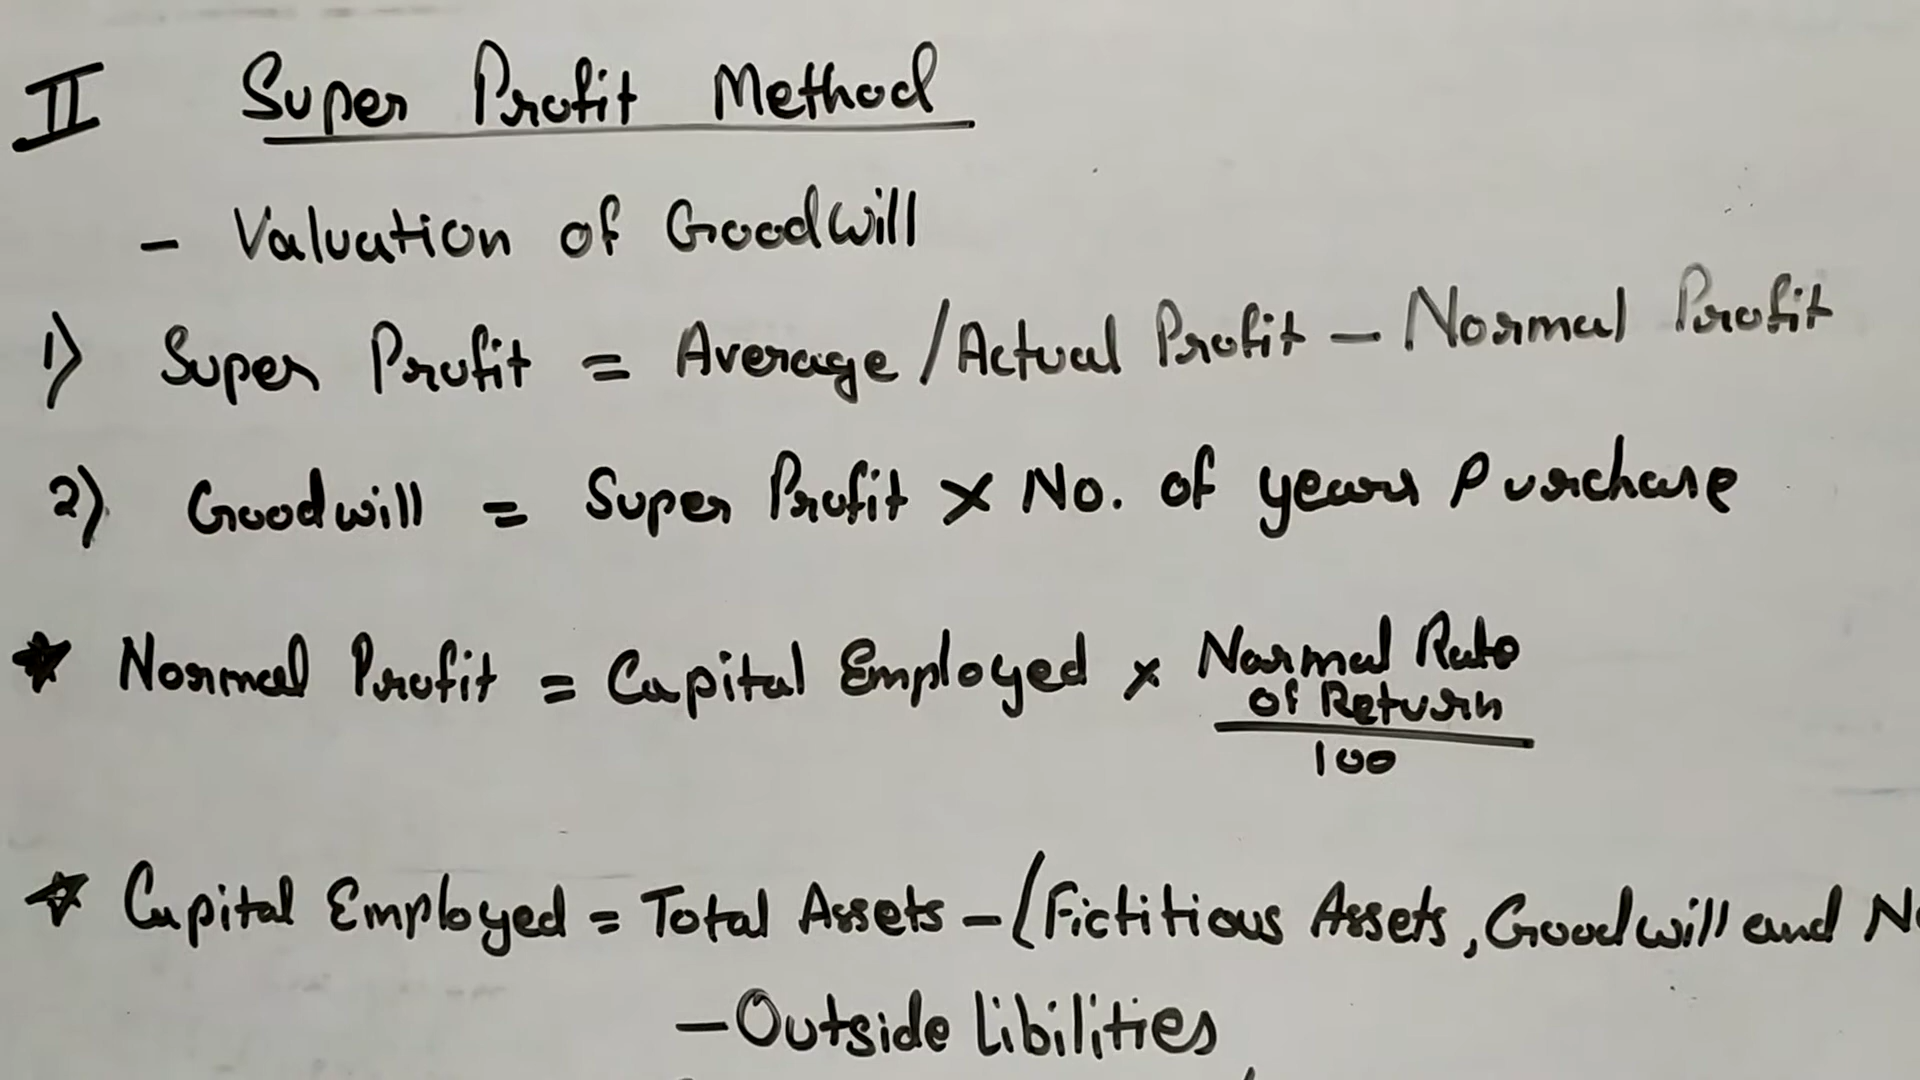 II Super Profit Method
- Valuation of Goodwill
1) Super Profit = Average / Actual Profit - Normal Profit
2) Goodwill = Super Profit × No. of years Purchase
★ Normal Profit = Capital Employed × Normal Rate
of Return
100
★ Capital Employed = Total Assets - (Fictitious Assets, Goodwill and
- Outside libilities